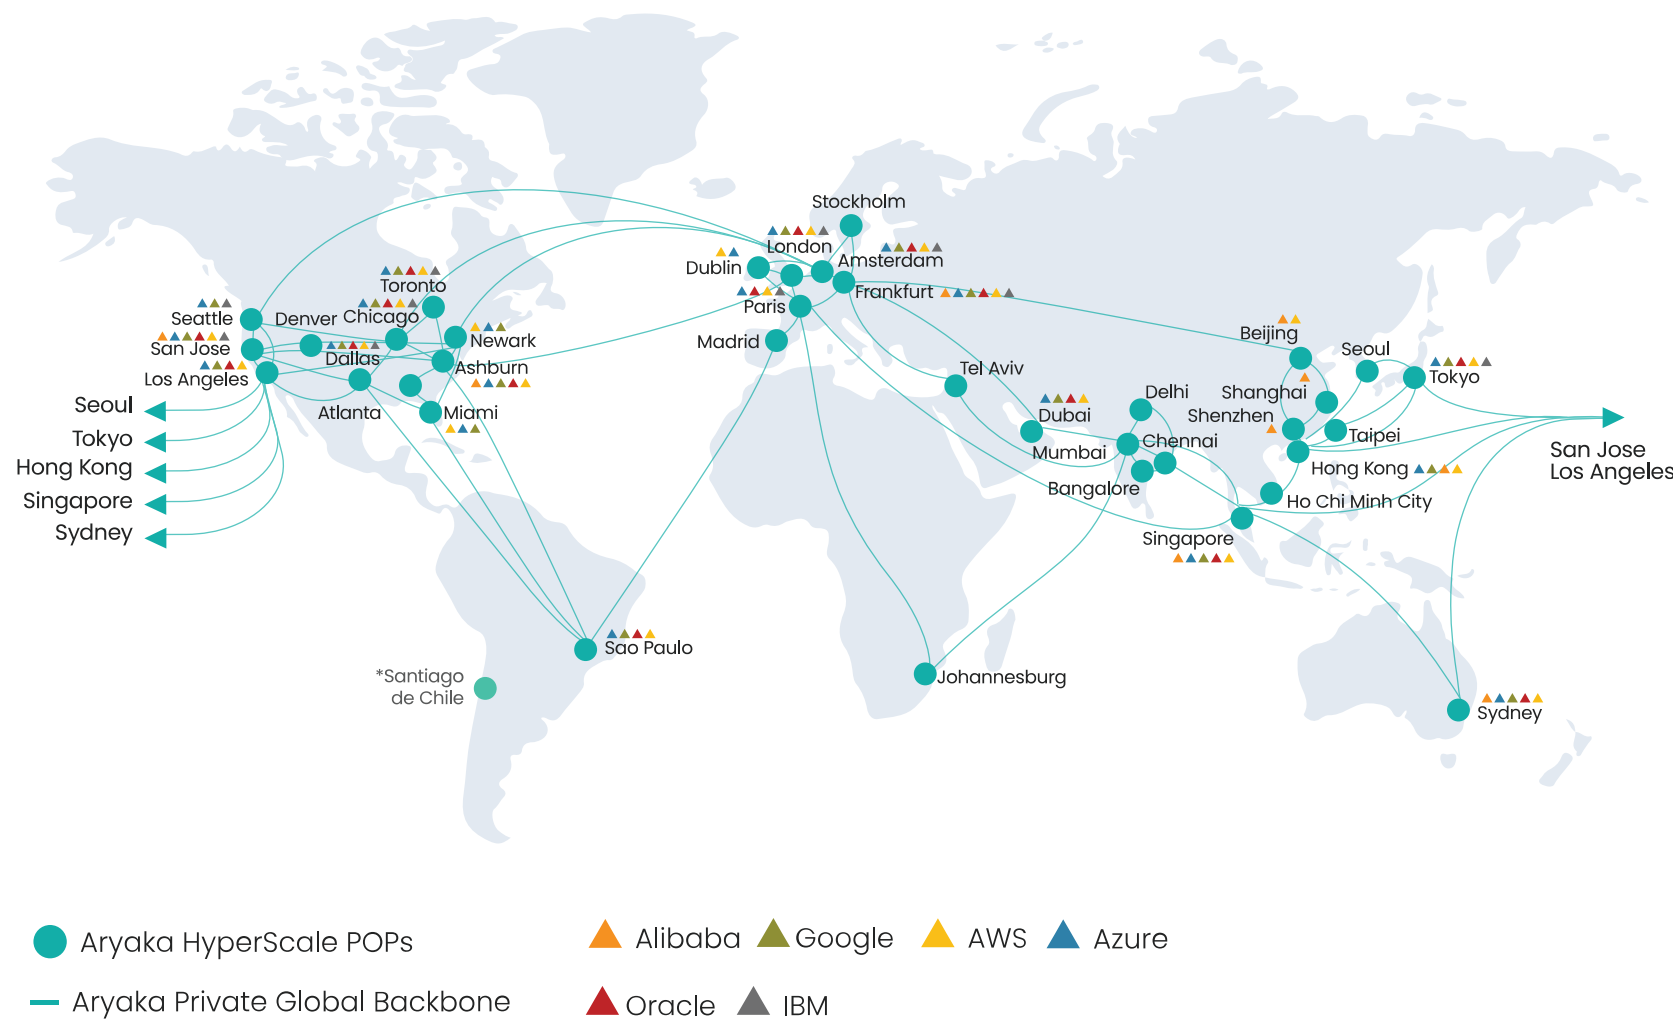 Stockholm
London
Dublin
Amsterdam
Toronto
Frankfurt
Paris
Seattle
Denver
Chicago
Beijing
San Jose
Newark
Madrid
Seoul
Dallas
Ashburn
Tel Aviv
Tokyo
Los Angeles
Delhi
Shanghai
Seoul
Atlanta
Miami
Dubai
Shenzhen
Tokyo
Chennai
Taipei
Mumbai
San Jose
Los Angeles
Hong Kong
Hong Kong
Bangalore
Singapore
Ho Chi Minh City
Sydney
Singapore
Sao Paulo
*Santiago
de Chile
Johannesburg
Sydney
Aryaka HyperScale POPs
Alibaba
Google
AWS
Azure
Aryaka Private Global Backbone
Oracle
IBM